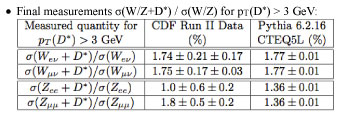 • Final measurements σ(W/Z+D*) / σ(W/Z) for pT(D*) > 3 GeV:
Measured quantity for CDF Run II Data Pythia 6.2.16
pT(D*) > 3 GeV (%) CTEQ5L (%)
σ(Weν + D*)/σ(Weν) 1.74 ± 0.21 ± 0.17 1.77 ± 0.01
σ(Wμν + D*)/σ(Wμν) 1.75 ± 0.17 ± 0.03 1.77 ± 0.01
σ(Zee + D*)/σ(Zee) 1.0 ± 0.6 ± 0.2 1.36 ± 0.01
σ(Zμμ + D*)/σ(Zμμ) 1.8 ± 0.5 ± 0.2 1.36 ± 0.01